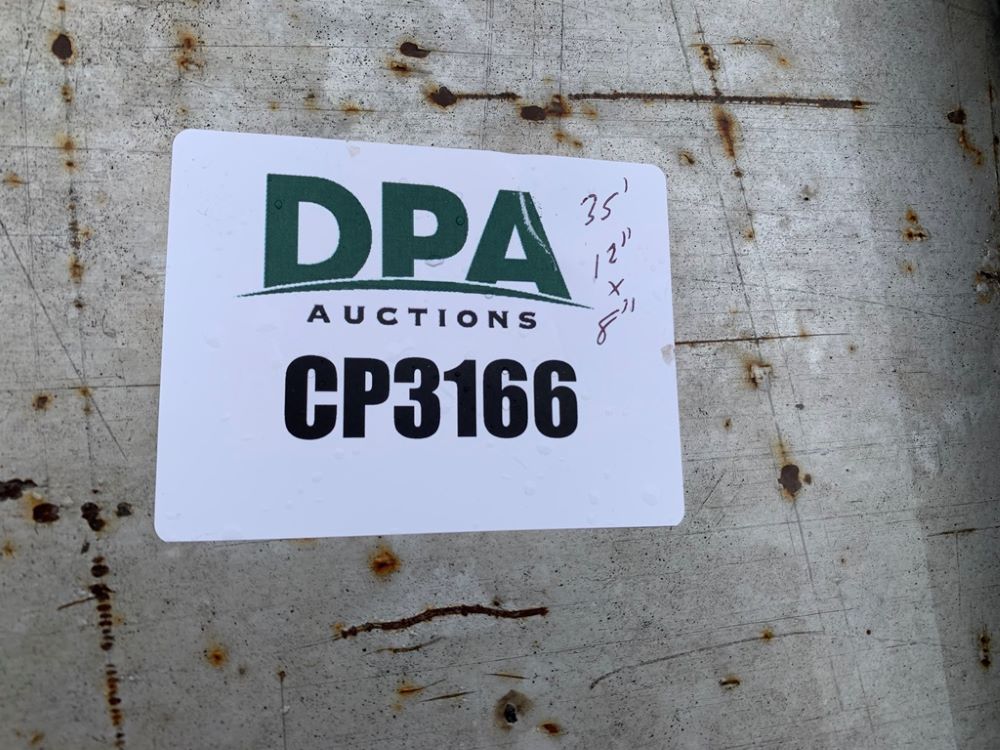 DPA
AUCTIONS
35'
12"
x
8"
CP3166